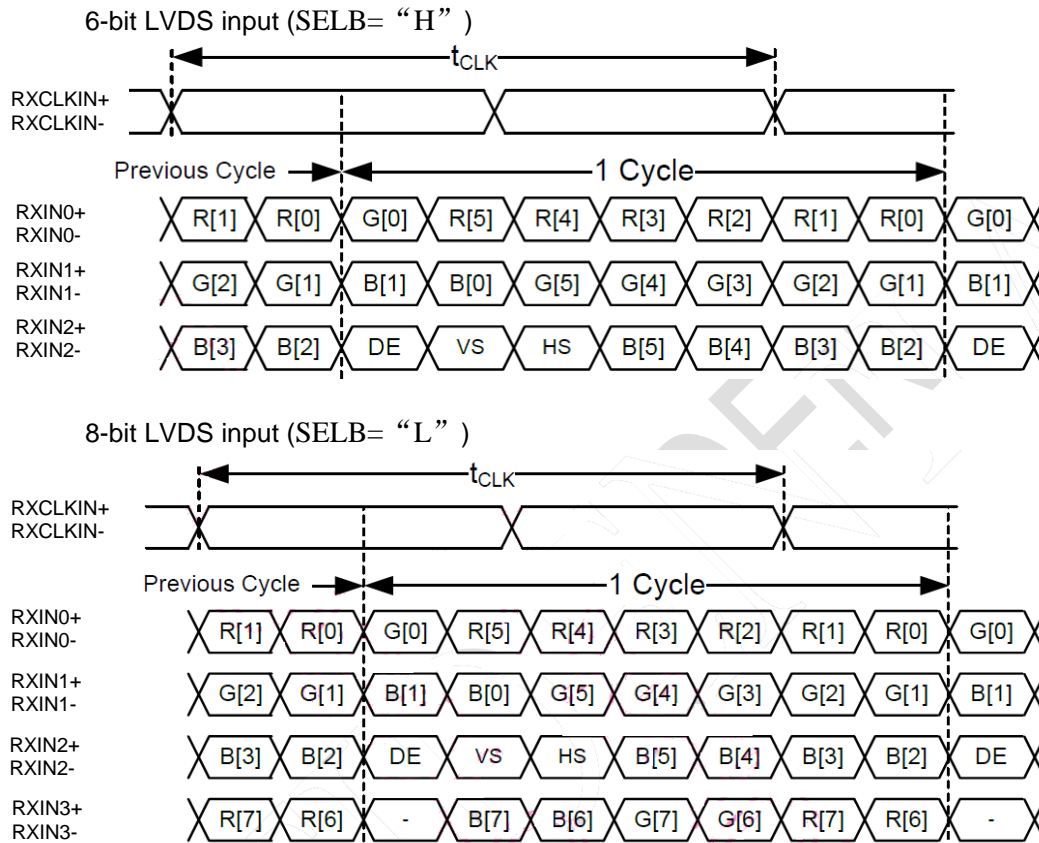 6-bit LVDS input (SELB= “H” )
tCLK
RXCLKIN+
RXCLKIN-
Previous Cycle 1 Cycle
RXIN0+
RXIN0-
R[1] R[0] G[0] R[5] R[4] R[3] R[2] R[1] R[0] G[0]
RXIN1+
RXIN1-
G[2] G[1] B[1] B[0] G[5] G[4] G[3] G[2] G[1] B[1]
RXIN2+
RXIN2-
B[3] B[2] DE VS HS B[5] B[4] B[3] B[2] DE
8-bit LVDS input (SELB= “L” )
tCLK
RXCLKIN+
RXCLKIN-
Previous Cycle 1 Cycle
RXIN0+
RXIN0-
R[1] R[0] G[0] R[5] R[4] R[3] R[2] R[1] R[0] G[0]
RXIN1+
RXIN1-
G[2] G[1] B[1] B[0] G[5] G[4] G[3] G[2] G[1] B[1]
RXIN2+
RXIN2-
B[3] B[2] DE VS HS B[5] B[4] B[3] B[2] DE
RXIN3+
RXIN3-
R[7] R[6] - B[7] B[6] G[7] G[6] R[7] R[6] -